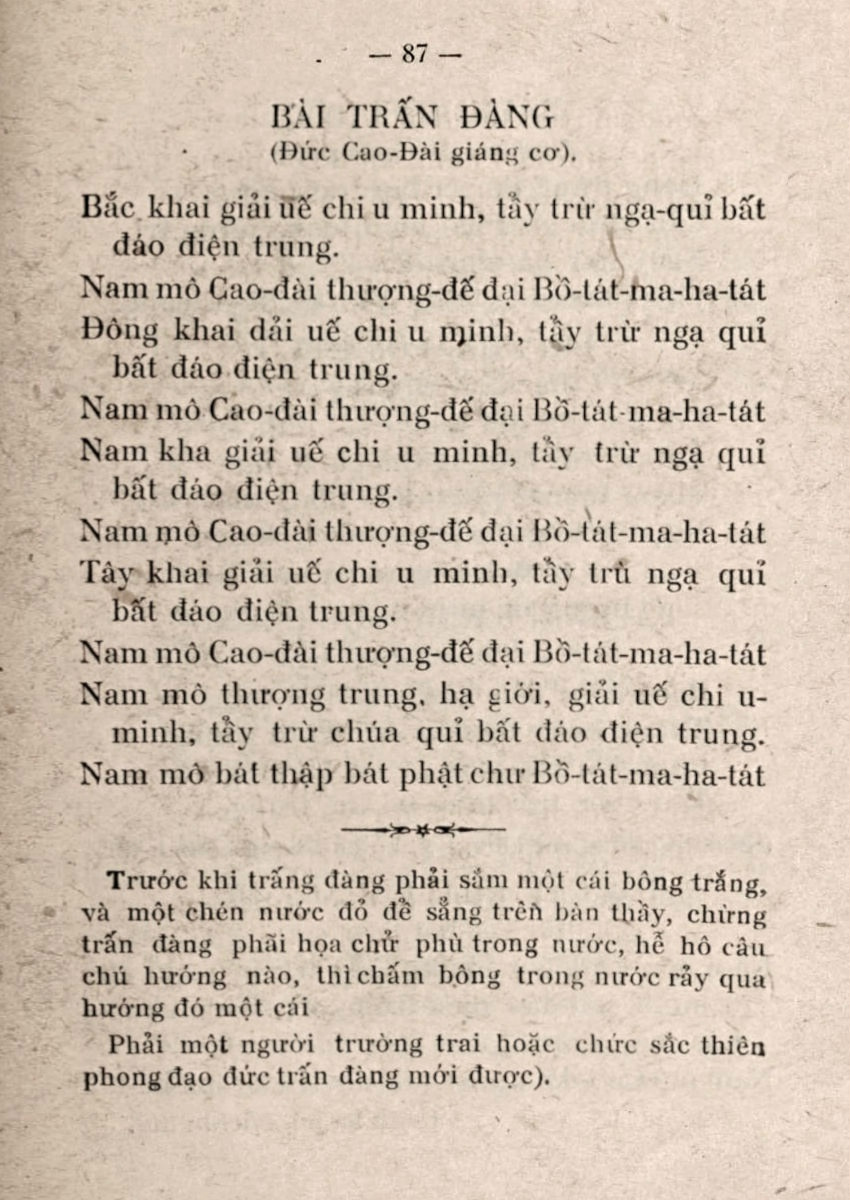 — 87 —
BÀI TRẤN ĐÀNG
(Đức Cao-Đài giáng cơ).
Bắc khai giải uế chi u minh, tẩy trừ ngạ-quỉ bất
đáo điện trung.
Nam mô Cao-đài thượng-đế đại Bồ-tát-ma-ha-tát
Đông khai dải uế chi u minh, tẩy trừ ngạ quỉ
bất đáo điện trung.
Nam mô Cao-đài thượng-đế đại Bồ-tát-ma-ha-tát
Nam kha giải uế chi u minh, tẩy trừ ngạ quỉ
bất đáo điện trung.
Nam mô Cao-đài thượng-đế đại Bồ-tát-ma-ha-tát
Tây khai giải uế chi u minh, tẩy trù ngạ quỉ
bất đáo điện trung.
Nam mô Cao-đài thượng-đế đại Bồ-tát-ma-ha-tát
Nam mô thượng trung, hạ giới, giải uế chi u-
minh, tẩy trừ chúa quỉ bất đáo điện trung.
Nam mô bát thập bát phật chư Bồ-tát-ma-ha-tát
Trước khi trấng đàng phải sắm một cái bông trắng,
và một chén nước đỏ để sẳng trên bàn thầy, chừng
trấn đàng phãi họa chử phù trong nước, hể hô câu
chú hướng nào, thì chấm bông trong nước rảy qua
hướng đó một cái
Phải một người trường trai hoặc chức sắc thiên
phong đạo đức trấn đàng mới được).